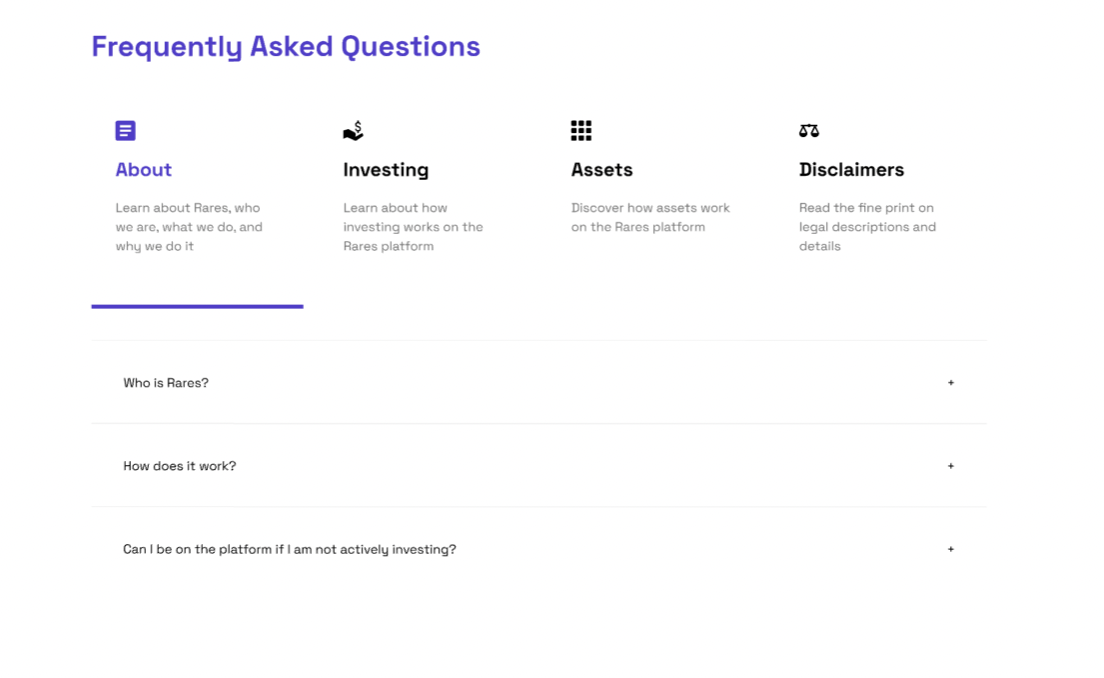 Frequently Asked Questions
About
Learn about Rares, who
we are, what we do, and
why we do it
Investing
Learn about how
investing works on the
Rares platform
Assets
Discover how assets work
on the Rares platform
Disclaimers
Read the fine print on
legal descriptions and
details
Who is Rares? +
How does it work? +
Can I be on the platform if I am not actively investing? +